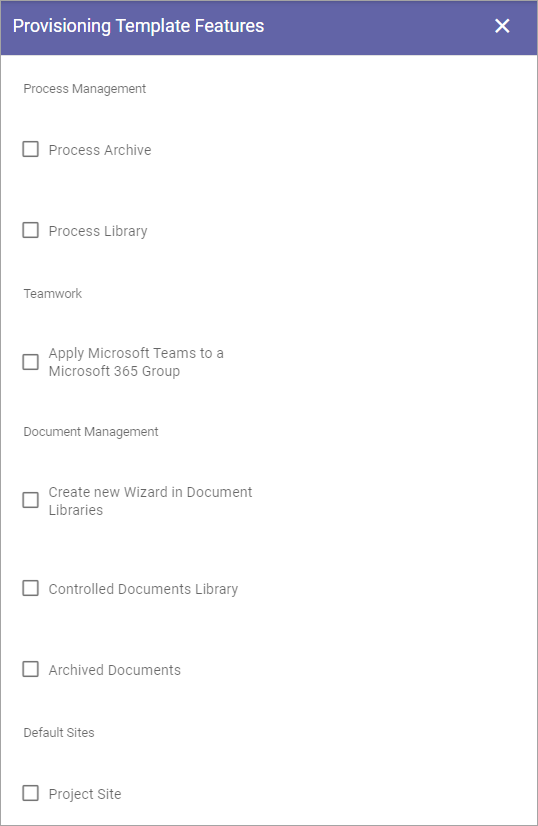 Provisioning Template Features
Process Management
Process Archive
Process Library
Teamwork
Apply Microsoft Teams to a
Microsoft 365 Group
Document Management
Create new Wizard in Document
Libraries
Controlled Documents Library
Archived Documents
Default Sites
Project Site